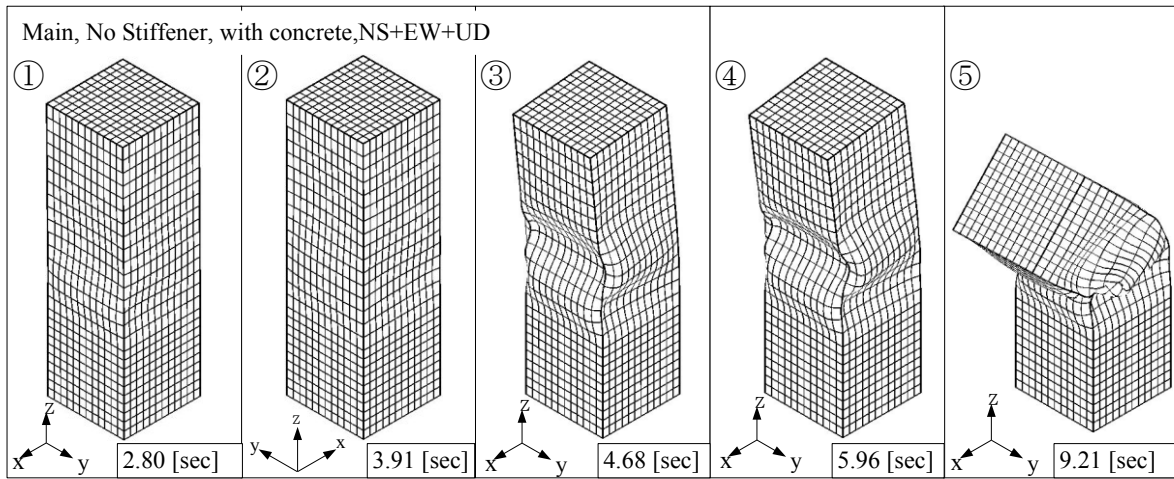 Main, No Stiffener, with concrete,NS+EW+UD
① ② ③ ④ ⑤
z
x y
2.80 [sec]
z
y x
3.91 [sec]
z
x y
4.68 [sec]
z
x y
5.96 [sec]
z
x y
9.21 [sec]